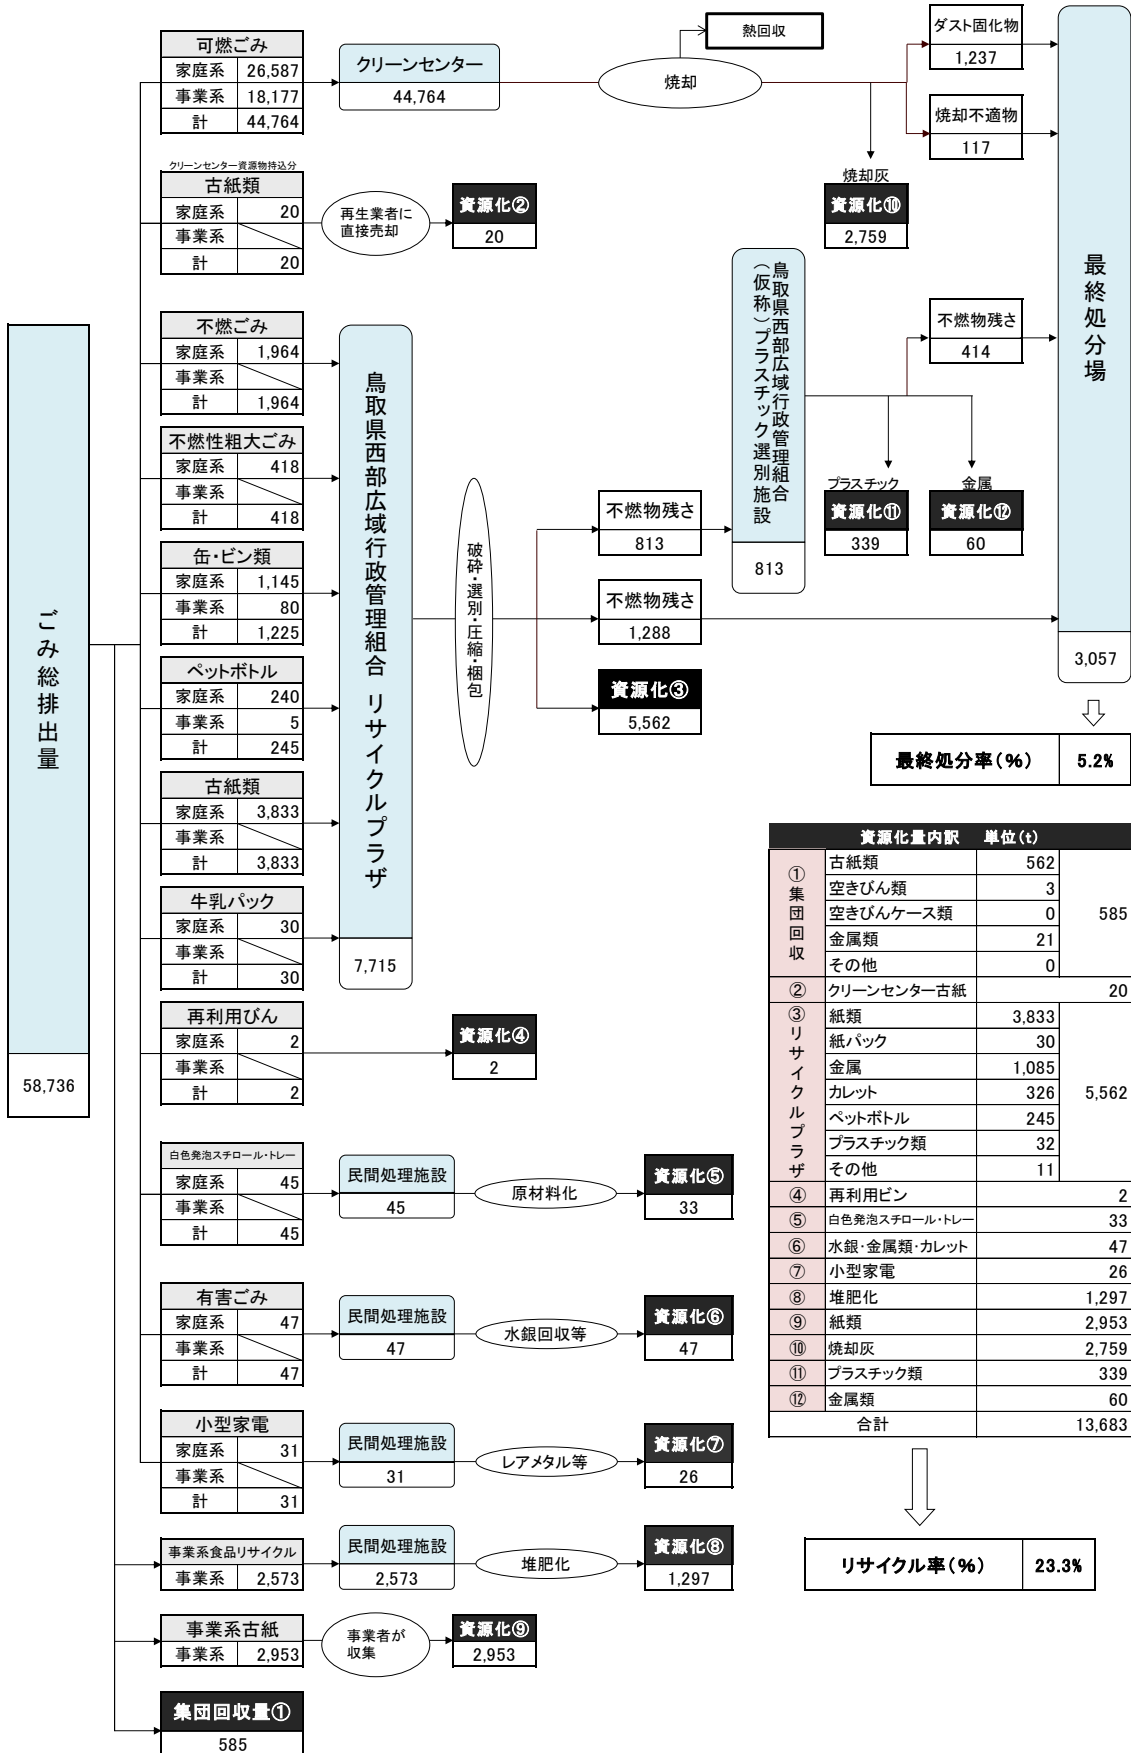 ごみ総排出量
58,736
可燃ごみ
家庭系 26,587
事業系 18,177
計 44,764
クリーンセンター
44,764
焼却
熱回収
ダスト固化物
1,237
焼却不適物
117
焼却灰
資源化⑩
2,759
クリーンセンター資源物持込分
古紙類
家庭系 20
事業系
計 20
再生業者に
直接売却
資源化②
20
不燃ごみ
家庭系 1,964
事業系
計 1,964
不燃性粗大ごみ
家庭系 418
事業系
計 418
缶・ビン類
家庭系 1,145
事業系 80
計 1,225
ペットボトル
家庭系 240
事業系 5
計 245
古紙類
家庭系 3,833
事業系
計 3,833
牛乳パック
家庭系 30
事業系
計 30
鳥取県西部広域行政管理組合 リサイクルプラザ
7,715
破砕・選別・圧縮・梱包
不燃物残さ
813
不燃物残さ
1,288
資源化③
5,562
鳥取県西部広域行政管理組合
（仮称）プラスチック選別施設
813
不燃物残さ
414
プラスチック
資源化⑪
339
金属
資源化⑫
60
最終処分場
3,057
最終処分率(%) 5.2%
再利用びん
家庭系 2
事業系
計 2
資源化④
2
白色発泡スチロール・トレー
家庭系 45
事業系
計 45
民間処理施設
45
原材料化
資源化⑤
33
有害ごみ
家庭系 47
事業系
計 47
民間処理施設
47
水銀回収等
資源化⑥
47
小型家電
家庭系 31
事業系
計 31
民間処理施設
31
レアメタル等
資源化⑦
26
事業系食品リサイクル
事業系 2,573
民間処理施設
2,573
堆肥化
資源化⑧
1,297
事業系古紙
事業系 2,953
事業者が
収集
資源化⑨
2,953
集団回収量①
585
資源化量内訳 単位(t)
①集団回収
古紙類 562
空きびん類 3
空きびんケース類 0 585
金属類 21
その他 0
② クリーンセンター古紙 20
③リサイクルプラザ
紙類 3,833
紙パック 30
金属 1,085
カレット 326 5,562
ペットボトル 245
プラスチック類 32
その他 11
④ 再利用ビン 2
⑤ 白色発泡スチロール・トレー 33
⑥ 水銀・金属類・カレット 47
⑦ 小型家電 26
⑧ 堆肥化 1,297
⑨ 紙類 2,953
⑩ 焼却灰 2,759
⑪ プラスチック類 339
⑫ 金属類 60
合計 13,683
リサイクル率(%) 23.3%